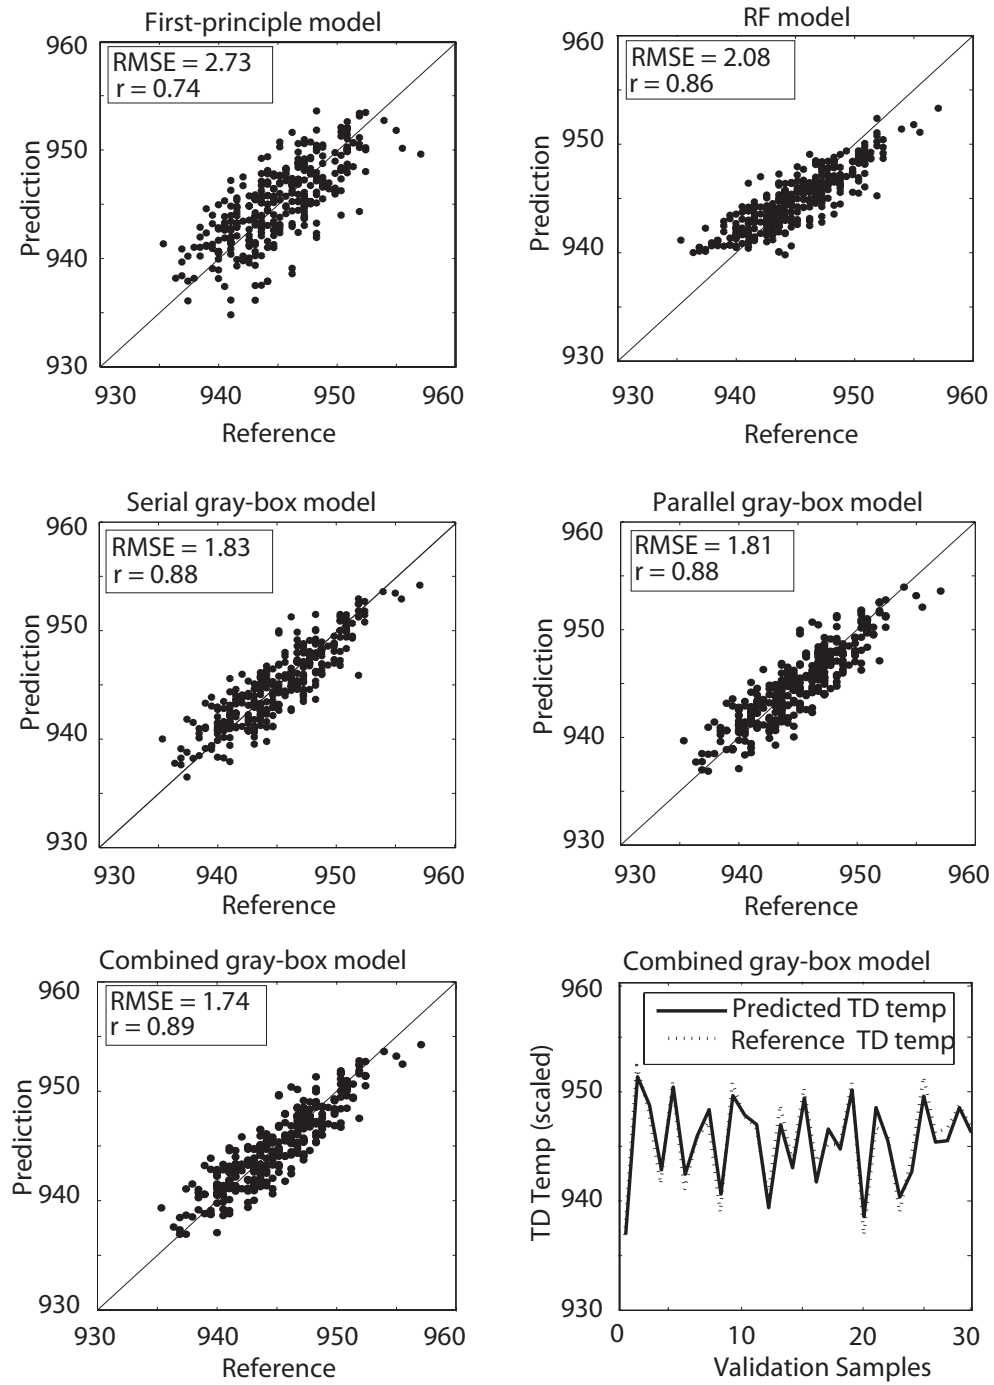 First-principle model
960
RMSE = 2.73
r = 0.74
950
Prediction
940
930
930 940 950 960
Reference
RF model
960
RMSE = 2.08
r = 0.86
950
Prediction
940
930
930 940 950 960
Reference
Serial gray-box model
960
RMSE = 1.83
r = 0.88
950
Prediction
940
930
930 940 950 960
Reference
Parallel gray-box model
960
RMSE = 1.81
r = 0.88
950
Prediction
940
930
930 940 950 960
Reference
Combined gray-box model
960
RMSE = 1.74
r = 0.89
950
Prediction
940
930
930 940 950 960
Reference
Combined gray-box model
960
Predicted TD temp
Reference TD temp
950
TD Temp (scaled)
940
930
0 10 20 30
Validation Samples